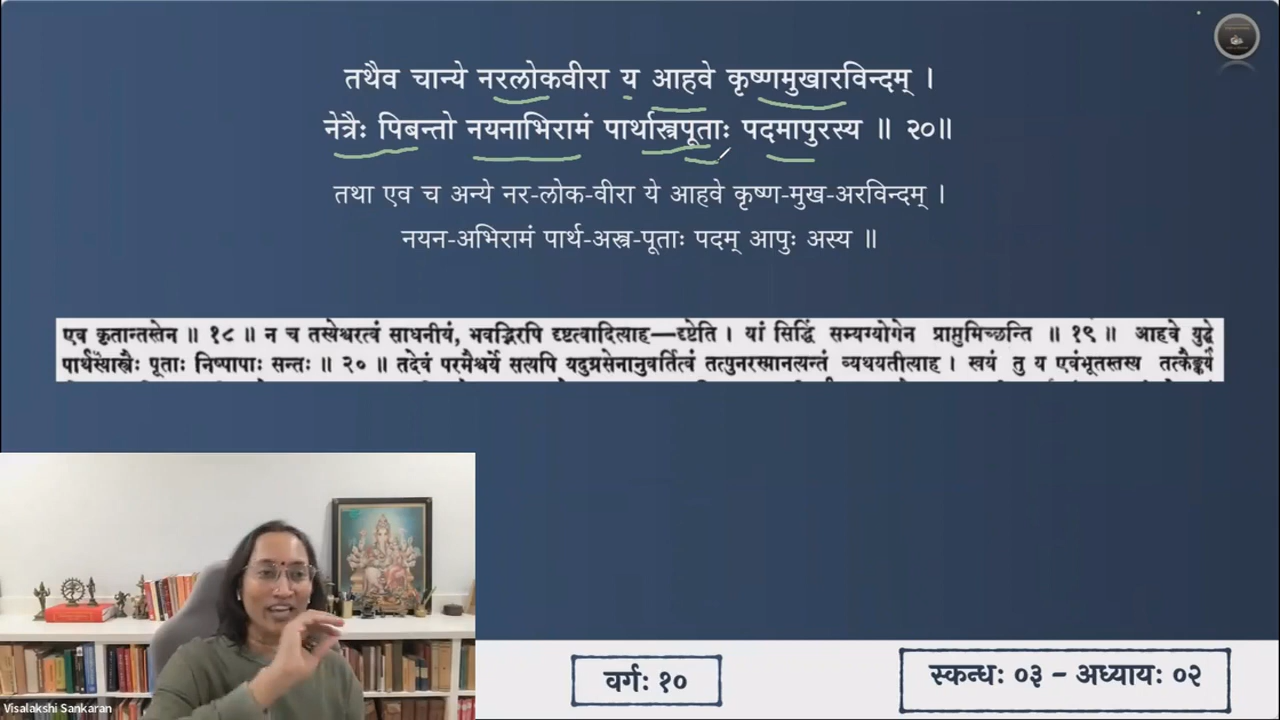 तथैव चान्ये नरलोकवीरा य आहवे कृष्णमुखारविन्दम् ।
नेत्रैः पिबन्तो नयनाभिरामं पार्थास्त्रपूताः पदमापुरस्य ॥ २०॥
तथा एव च अन्ये नर-लोक-वीरा ये आहवे कृष्ण-मुख-अरविन्दम् ।
नयन-अभिरामं पार्थ-अस्त्र-पूताः पदम् आपुः अस्य ॥
एव कृतान्तस्तेन ॥ १८ ॥ न च तस्येश्वरत्वं साधनीयं, भवद्भिरपि दृष्टत्वादित्याह—दृष्टेति । यां सिद्धिं सम्यग्योगेन प्राप्तुमिच्छन्ति ॥ १९ ॥ आहवे युद्धे
पार्थस्यास्त्रैः पूताः निष्पापाः सन्तः ॥ २० ॥ तदेवं परमैश्वर्ये सत्यपि यदुग्रसेनानुवर्तित्वं तत्पुनरस्मानत्यन्तं व्यथयतीत्याह । स्वयं तु य एवंभूतस्तस्य तत्कैङ्कर्यं
Visalakshi Sankaran
वर्गः १०
स्कन्धः ०३ – अध्यायः ०२